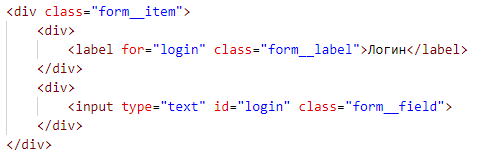 <div class="form__item">
<div>
<label for="login" class="form__label">Логин</label>
</div>
<div>
<input type="text" id="login" class="form__field">
</div>
</div>